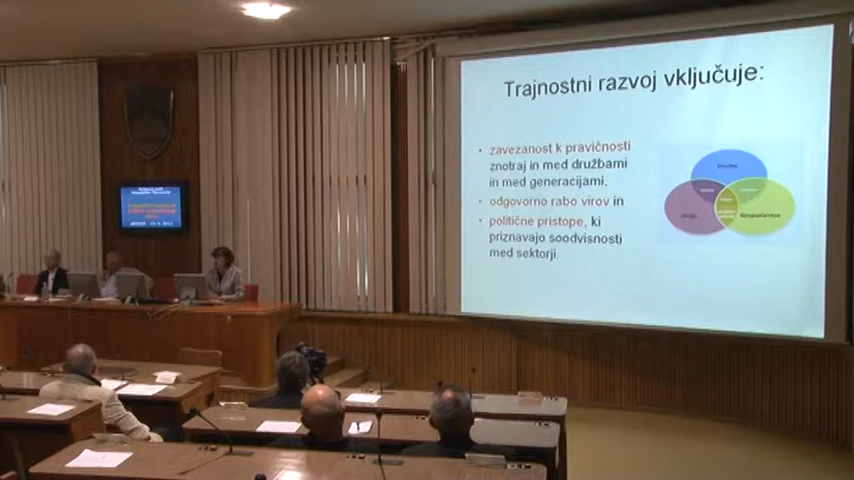 Trajnostni razvoj vključuje:
• zavezanost k pravičnosti
znotraj in med družbami
in med generacijami,
• odgovorno rabo virov in
• politične pristope, ki
priznavajo soodvisnosti
med sektorji.
Družba
Okolje
Gospodarstvo